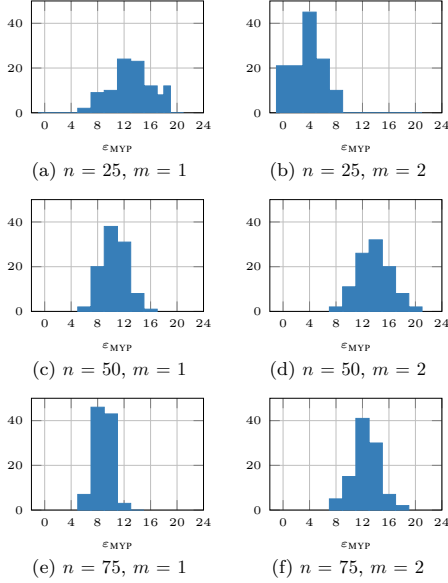 40
20
0
0 4 8 12 16 20 24
εMYP
(a) n = 25, m = 1
40
20
0
0 4 8 12 16 20 24
εMYP
(b) n = 25, m = 2
40
20
0
0 4 8 12 16 20 24
εMYP
(c) n = 50, m = 1
40
20
0
0 4 8 12 16 20 24
εMYP
(d) n = 50, m = 2
40
20
0
0 4 8 12 16 20 24
εMYP
(e) n = 75, m = 1
40
20
0
0 4 8 12 16 20 24
εMYP
(f) n = 75, m = 2